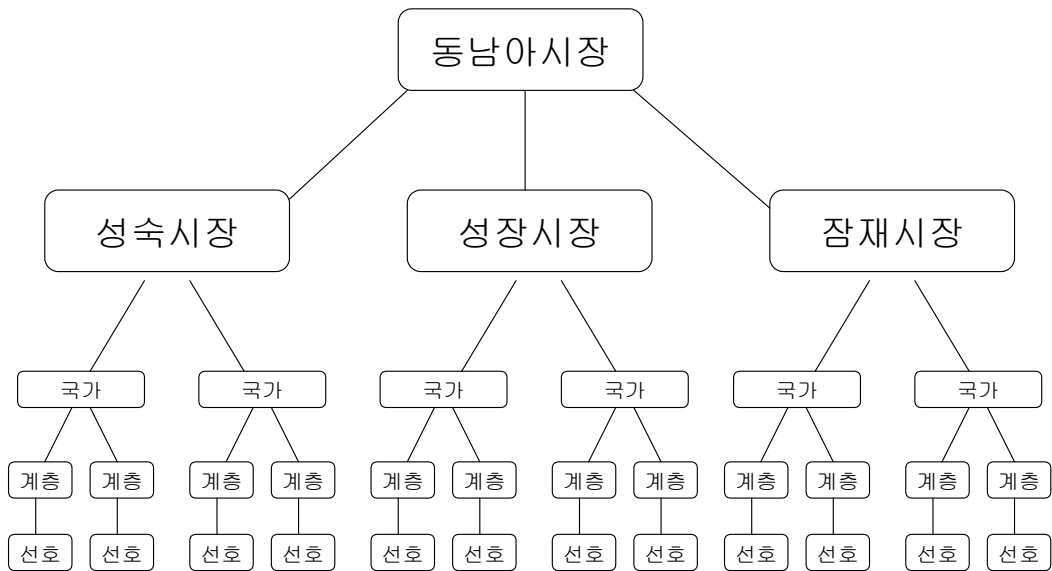 동남아시장
성숙시장 성장시장 잠재시장
국가 국가 국가 국가 국가 국가
계층 계층 계층 계층 계층 계층 계층 계층 계층 계층 계층 계층
선호 선호 선호 선호 선호 선호 선호 선호 선호 선호 선호 선호